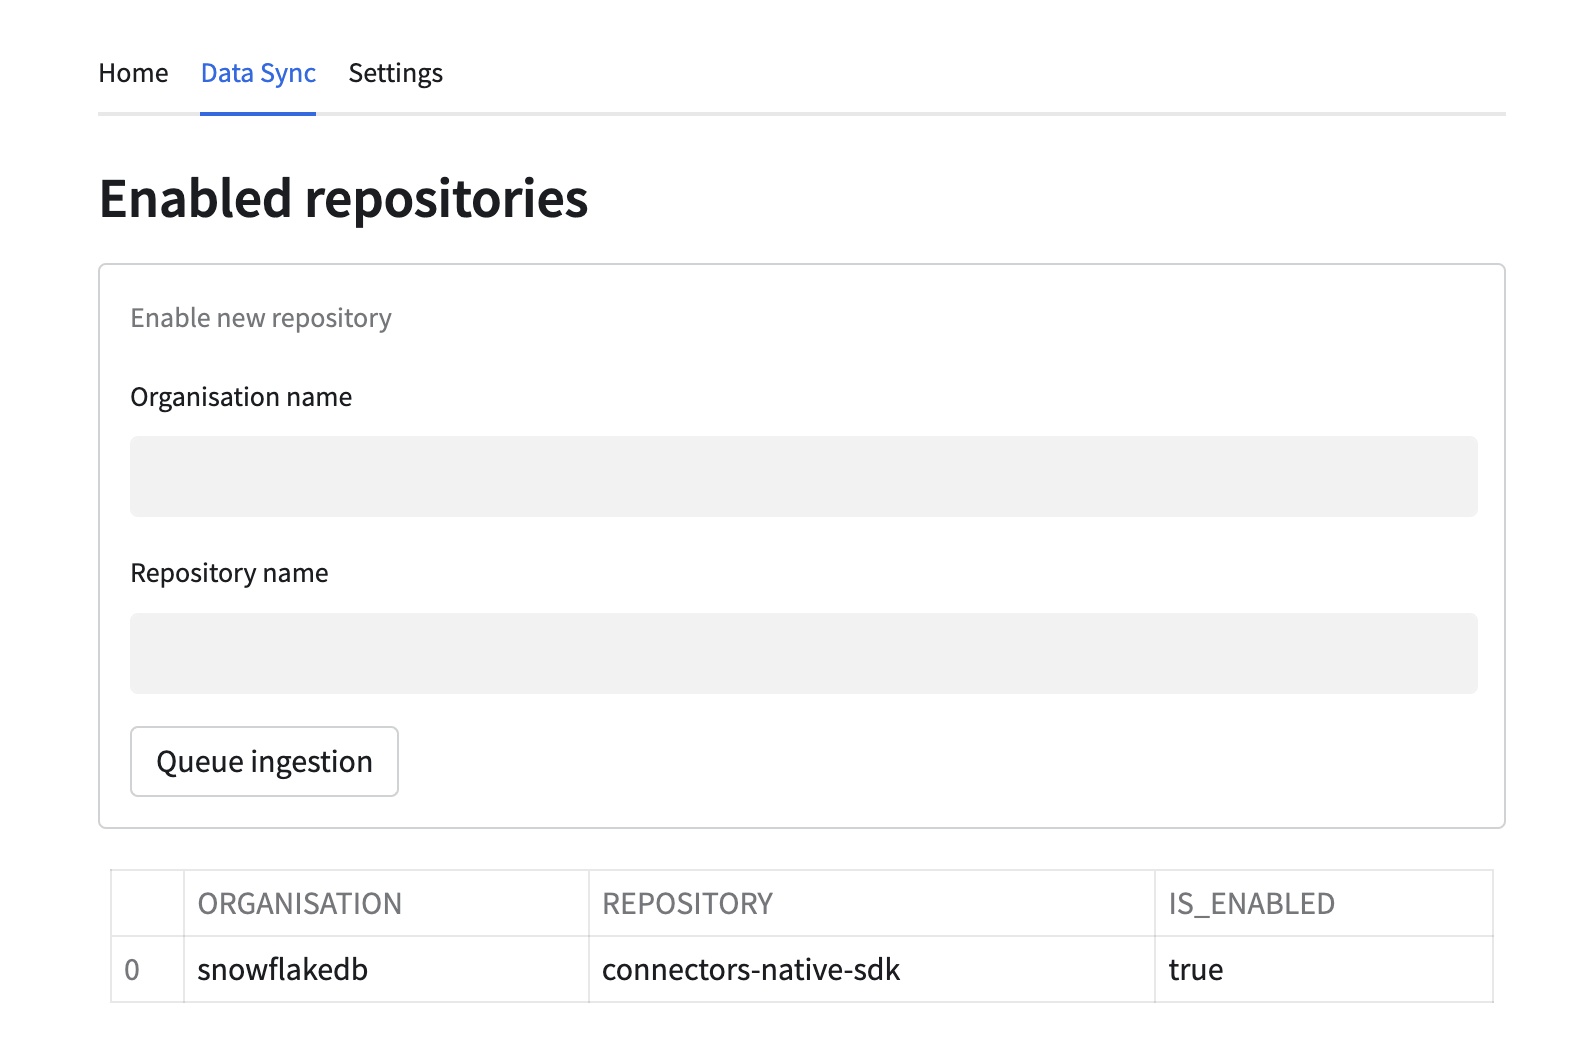 Home Data Sync Settings
Enabled repositories
Enable new repository
Organisation name
Repository name
Queue ingestion
ORGANISATION REPOSITORY IS_ENABLED
0 snowflakedb connectors-native-sdk true